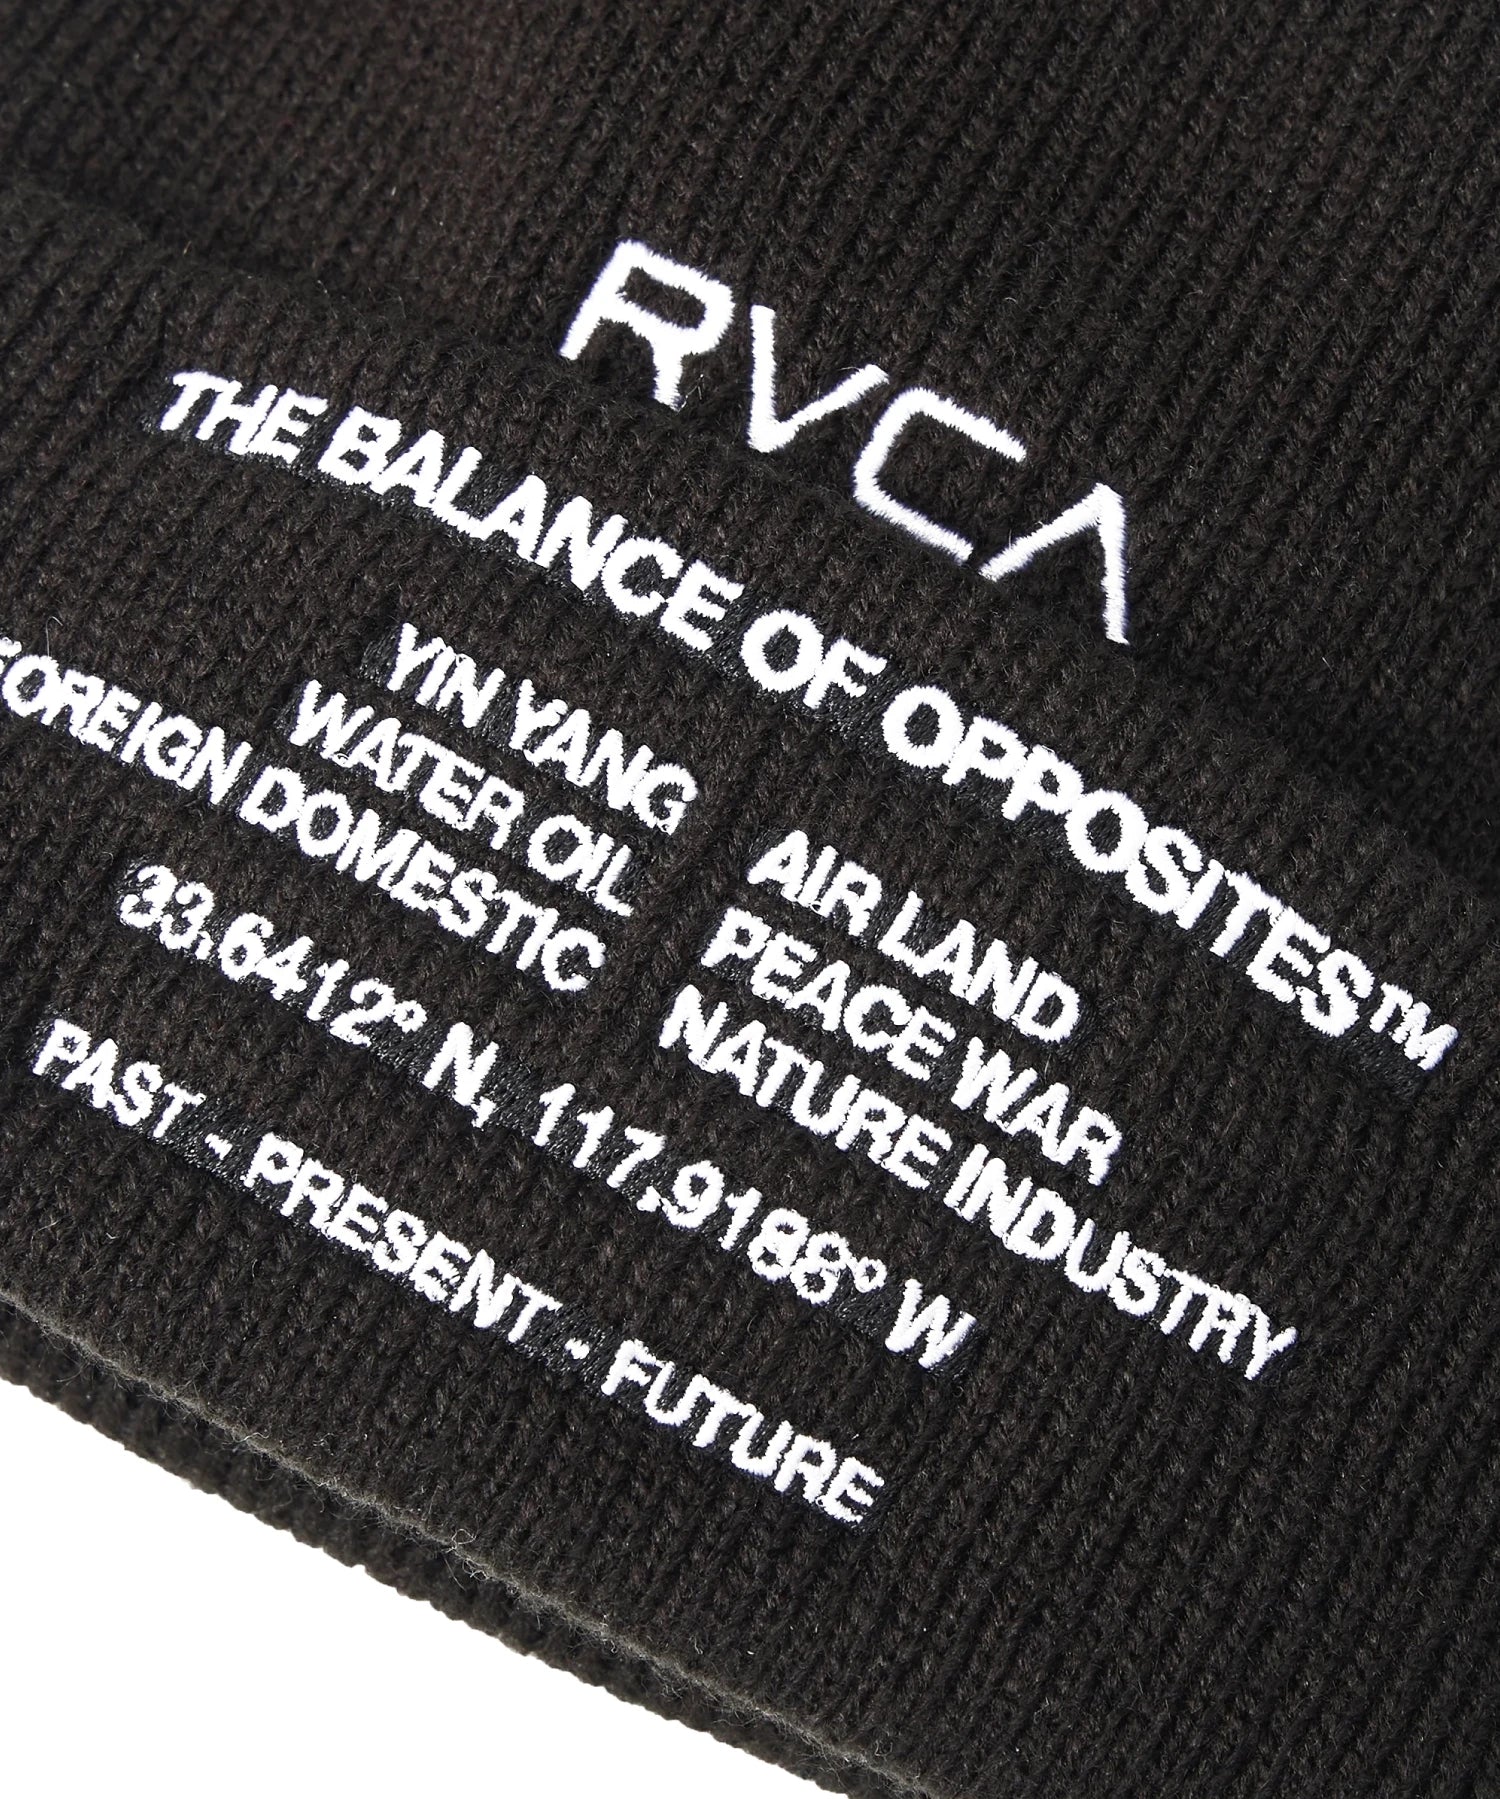 RVCA
THE BALANCE OF OPPOSITES™
YIN YANG AIR LAND
WATER OIL PEACE WAR
FOREIGN DOMESTIC NATURE INDUSTRY
33.6412° N, 117.9188° W
PAST - PRESENT - FUTURE